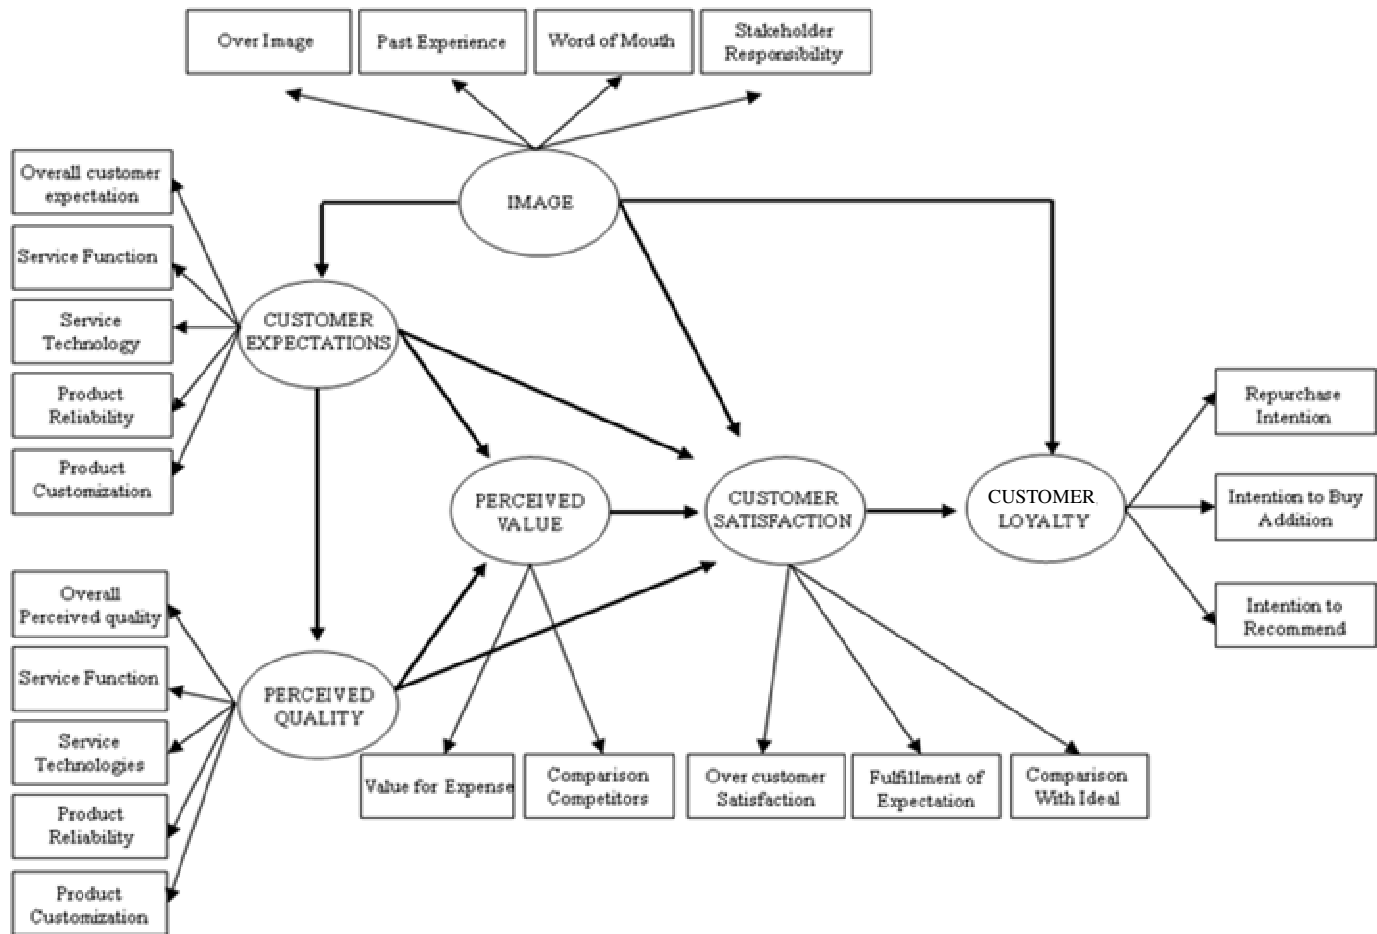 Over Image
Past Experience
Word of Mouth
Stakeholder
Responsibility
Overall customer
expectation
Service Function
Service
Technology
Product
Reliability
Product
Customization
IMAGE
CUSTOMER
EXPECTATIONS
PERCEIVED
VALUE
CUSTOMER
SATISFACTION
CUSTOMER
LOYALTY
Repurchase
Intention
Intention to Buy
Addition
Intention to
Recommend
Overall
Perceived quality
Service Function
Service
Technologies
Product
Reliability
Product
Customization
PERCEIVED
QUALITY
Value for Expense
Comparison
Competitors
Over customer
Satisfaction
Fulfillment of
Expectation
Comparison
With Ideal